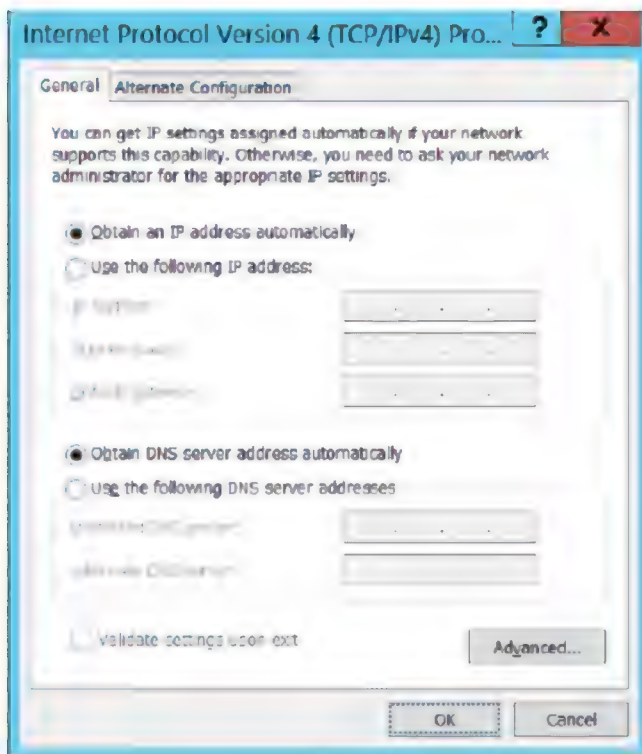 Internet Protocol Version 4 (TCP/IPv4) Pro... ? X
General Alternate Configuration
You can get IP settings assigned automatically if your network
supports this capability. Otherwise, you need to ask your network
administrator for the appropriate IP settings.
Obtain an IP address automatically
Use the following IP address:
Obtain DNS server address automatically
Use the following DNS server addresses
Validate settings upon exit
Advanced...
OK Cancel